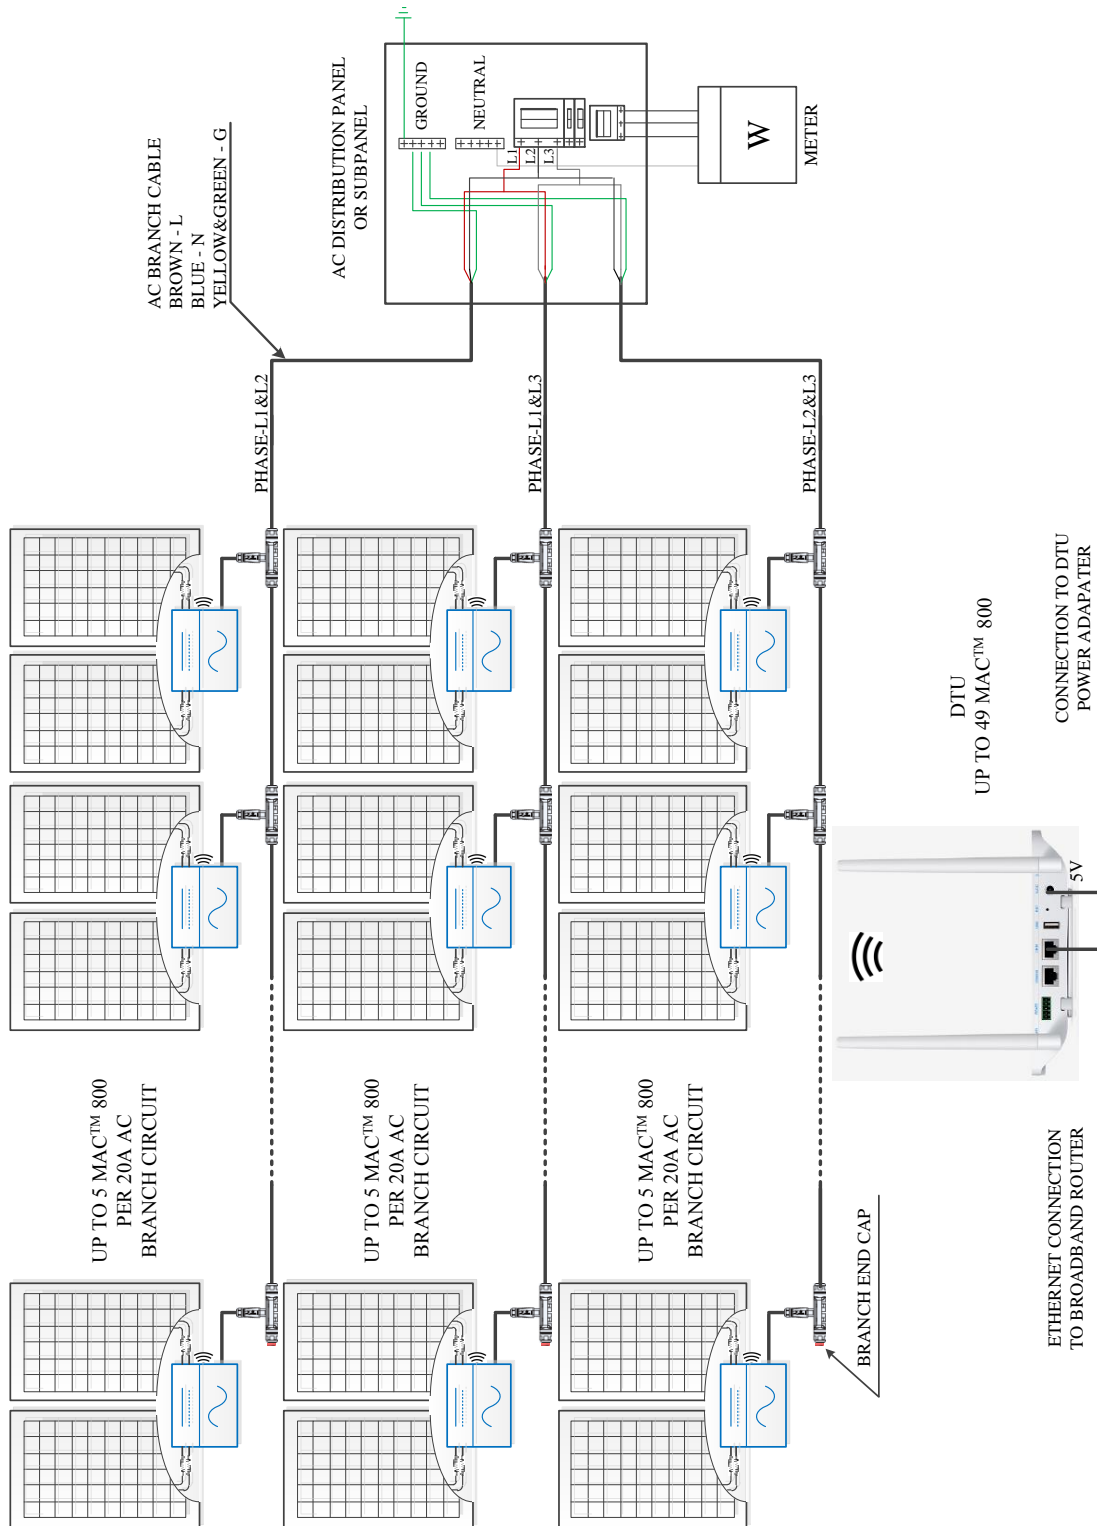 AC BRANCH CABLE
BROWN - L
BLUE - N
YELLOW&GREEN - G
AC DISTRIBUTION PANEL
OR SUBPANEL
GROUND
NEUTRAL
L1
L2
L3
W
METER
PHASE-L1&L2
PHASE-L1&L3
PHASE-L2&L3
UP TO 5 MAC™ 800
PER 20A AC
BRANCH CIRCUIT
UP TO 5 MAC™ 800
PER 20A AC
BRANCH CIRCUIT
UP TO 5 MAC™ 800
PER 20A AC
BRANCH CIRCUIT
BRANCH END CAP
DTU
UP TO 49 MAC™ 800
CONNECTION TO DTU
POWER ADAPATER
5V
ETHERNET CONNECTION
TO BROADBAND ROUTER